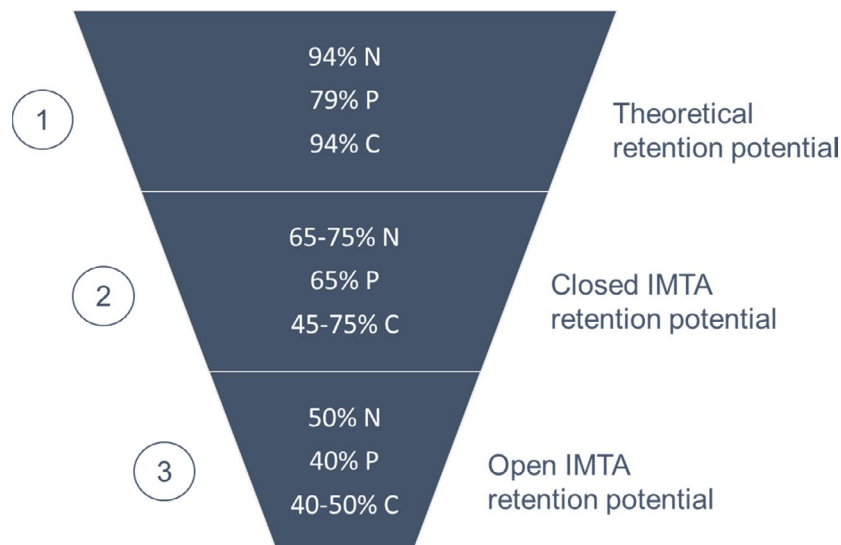 1
94% N
79% P
94% C
Theoretical
retention potential
2
65-75% N
65% P
45-75% C
Closed IMTA
retention potential
3
50% N
40% P
40-50% C
Open IMTA
retention potential